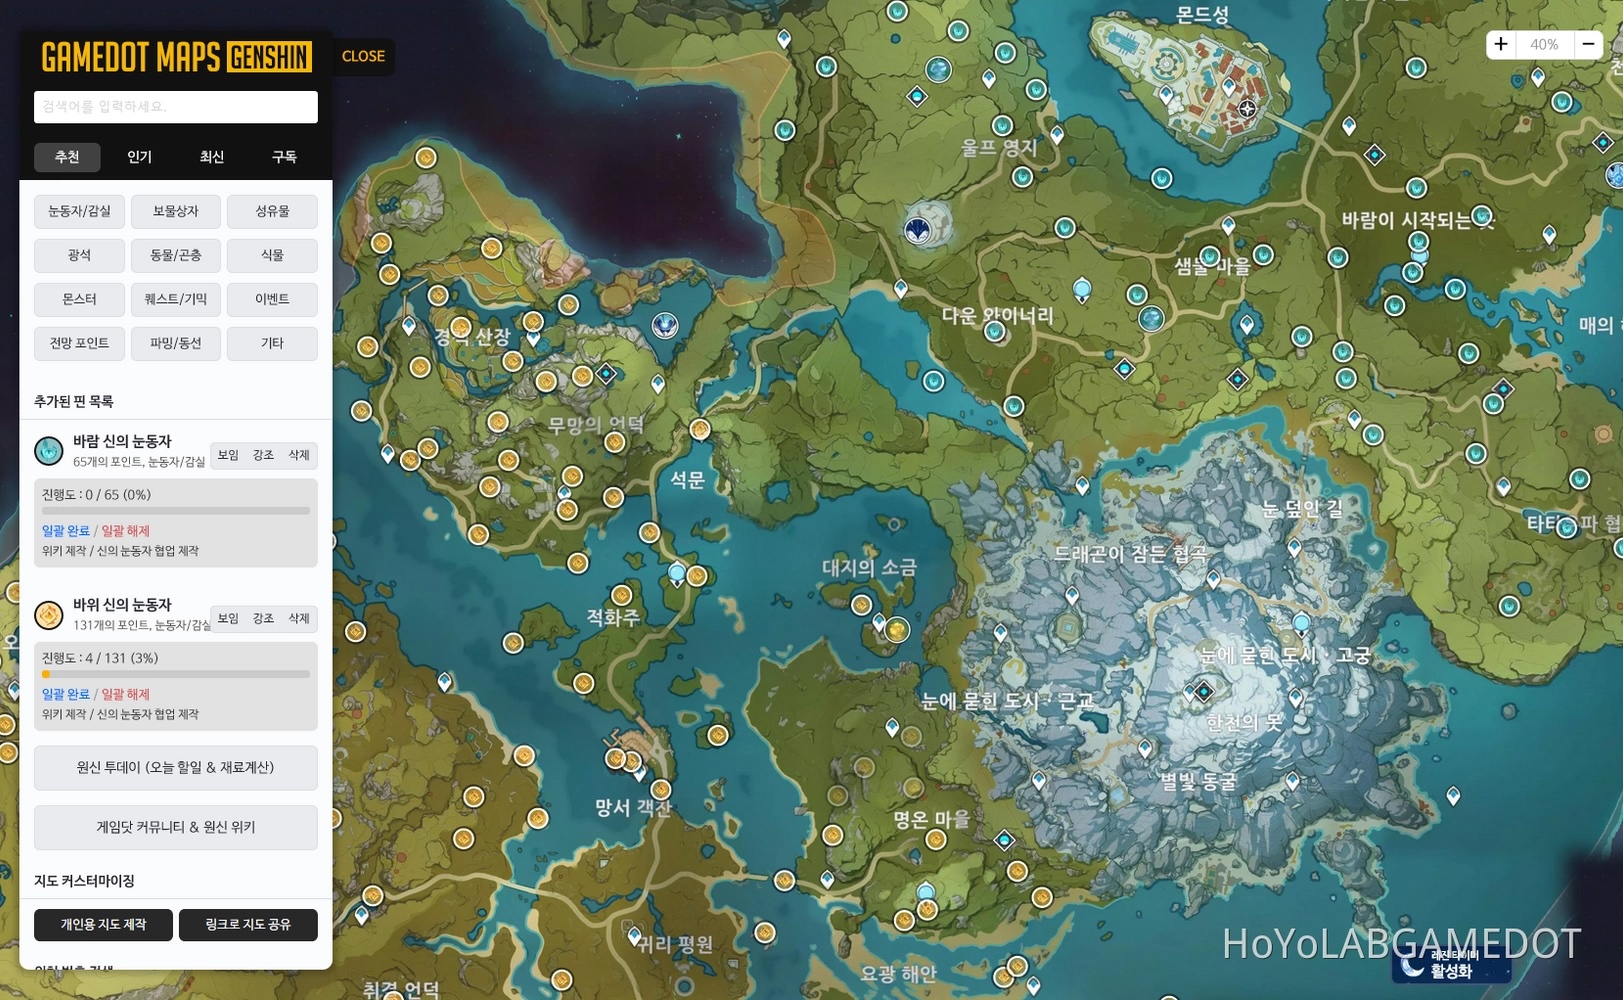 GAMEDOT MAPS GENSHIN
CLOSE
검색어를 입력하세요.
추천 인기 최신 구독
눈동자/감실 보물상자 성유물
광석 동물/곤충 식물
몬스터 퀘스트/기믹 이벤트
전망 포인트 파밍/동선 기타
추가된 핀 목록
바람 신의 눈동자
65개의 포인트, 눈동자/감실
보임 강조 삭제
진행도 : 0 / 65 (0%)
일괄 완료 / 일괄 해제
위키 제작 / 신의 눈동자 협업 제작
바위 신의 눈동자
131개의 포인트, 눈동자/감실
보임 강조 삭제
진행도 : 4 / 131 (3%)
일괄 완료 / 일괄 해제
위키 제작 / 신의 눈동자 협업 제작
원신 투데이 (오늘 할일 & 재료계산)
게임닷 커뮤니티 & 원신 위키
지도 커스터마이징
개인용 지도 제작 링크로 지도 공유
+ 40% −
몬드성
울프 영지
바람이 시작되는
샘물 마을
다운 와이너리
매의
경책 산장
무망의 언덕
석문
눈 덮인 길
드래곤이 잠든 협곡
대지의 소금
적화주
눈에 묻힌 도시・고궁
눈에 묻힌 도시・근교
한천의 못
별빛 동굴
망서 객잔
명온 마을
귀리 평원
요광 해안
취결 언덕
HoYoLABGAMEDOT
활성화